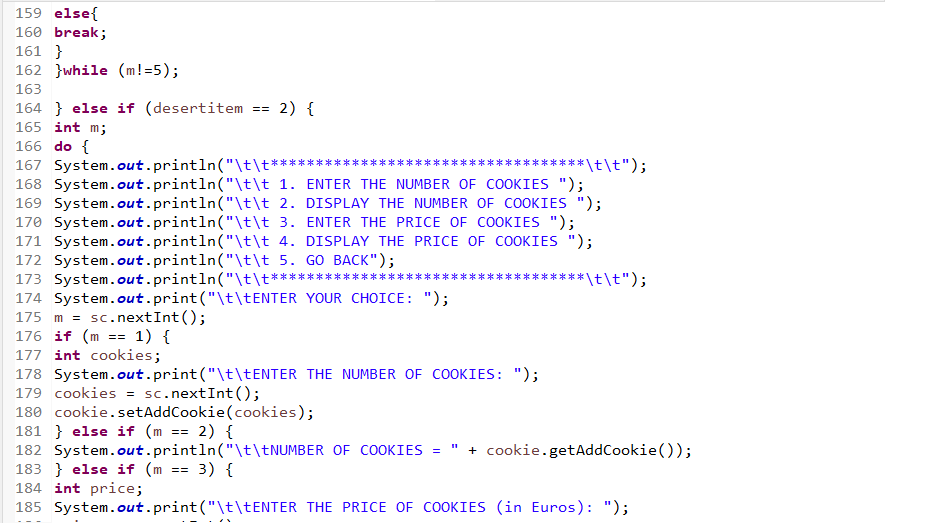 159 else{
160 break;
161 }
162 }while (m!=5);
163
164 } else if (desertitem == 2) {
165 int m;
166 do {
167 System.out.println("\t\t***********************************\t\t");
168 System.out.println("\t\t 1. ENTER THE NUMBER OF COOKIES ");
169 System.out.println("\t\t 2. DISPLAY THE NUMBER OF COOKIES ");
170 System.out.println("\t\t 3. ENTER THE PRICE OF COOKIES ");
171 System.out.println("\t\t 4. DISPLAY THE PRICE OF COOKIES ");
172 System.out.println("\t\t 5. GO BACK");
173 System.out.println("\t\t***********************************\t\t");
174 System.out.print("\t\tENTER YOUR CHOICE: ");
175 m = sc.nextInt();
176 if (m == 1) {
177 int cookies;
178 System.out.print("\t\tENTER THE NUMBER OF COOKIES: ");
179 cookies = sc.nextInt();
180 cookie.setAddCookie(cookies);
181 } else if (m == 2) {
182 System.out.println("\t\tNUMBER OF COOKIES = " + cookie.getAddCookie());
183 } else if (m == 3) {
184 int price;
185 System.out.print("\t\tENTER THE PRICE OF COOKIES (in Euros): ");